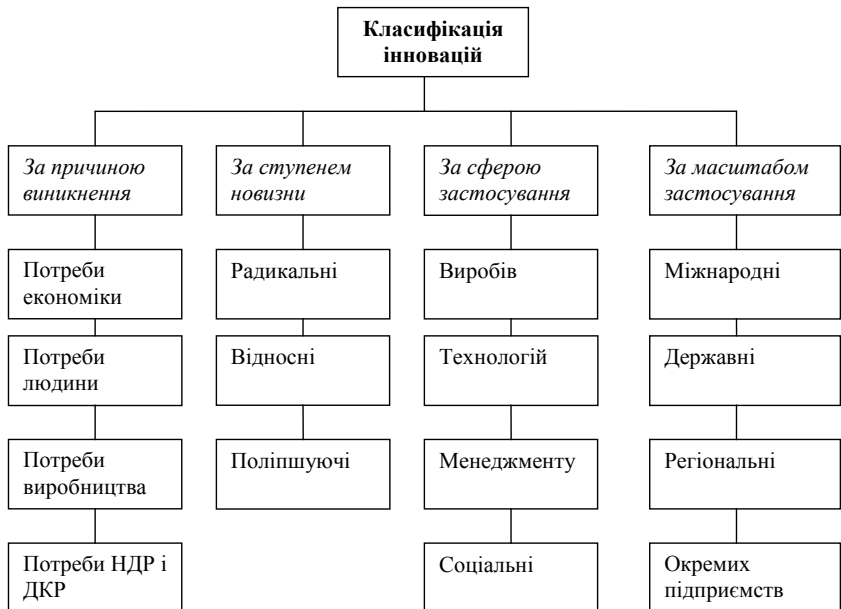 Класифікація
інновацій
За причиною
виникнення
За ступенем
новизни
За сферою
застосування
За масштабом
застосування
Потреби
економіки
Радикальні
Виробів
Міжнародні
Потреби
людини
Відносні
Технологій
Державні
Потреби
виробництва
Поліпшуючі
Менеджменту
Регіональні
Потреби НДР і
ДКР
Соціальні
Окремих
підприємств